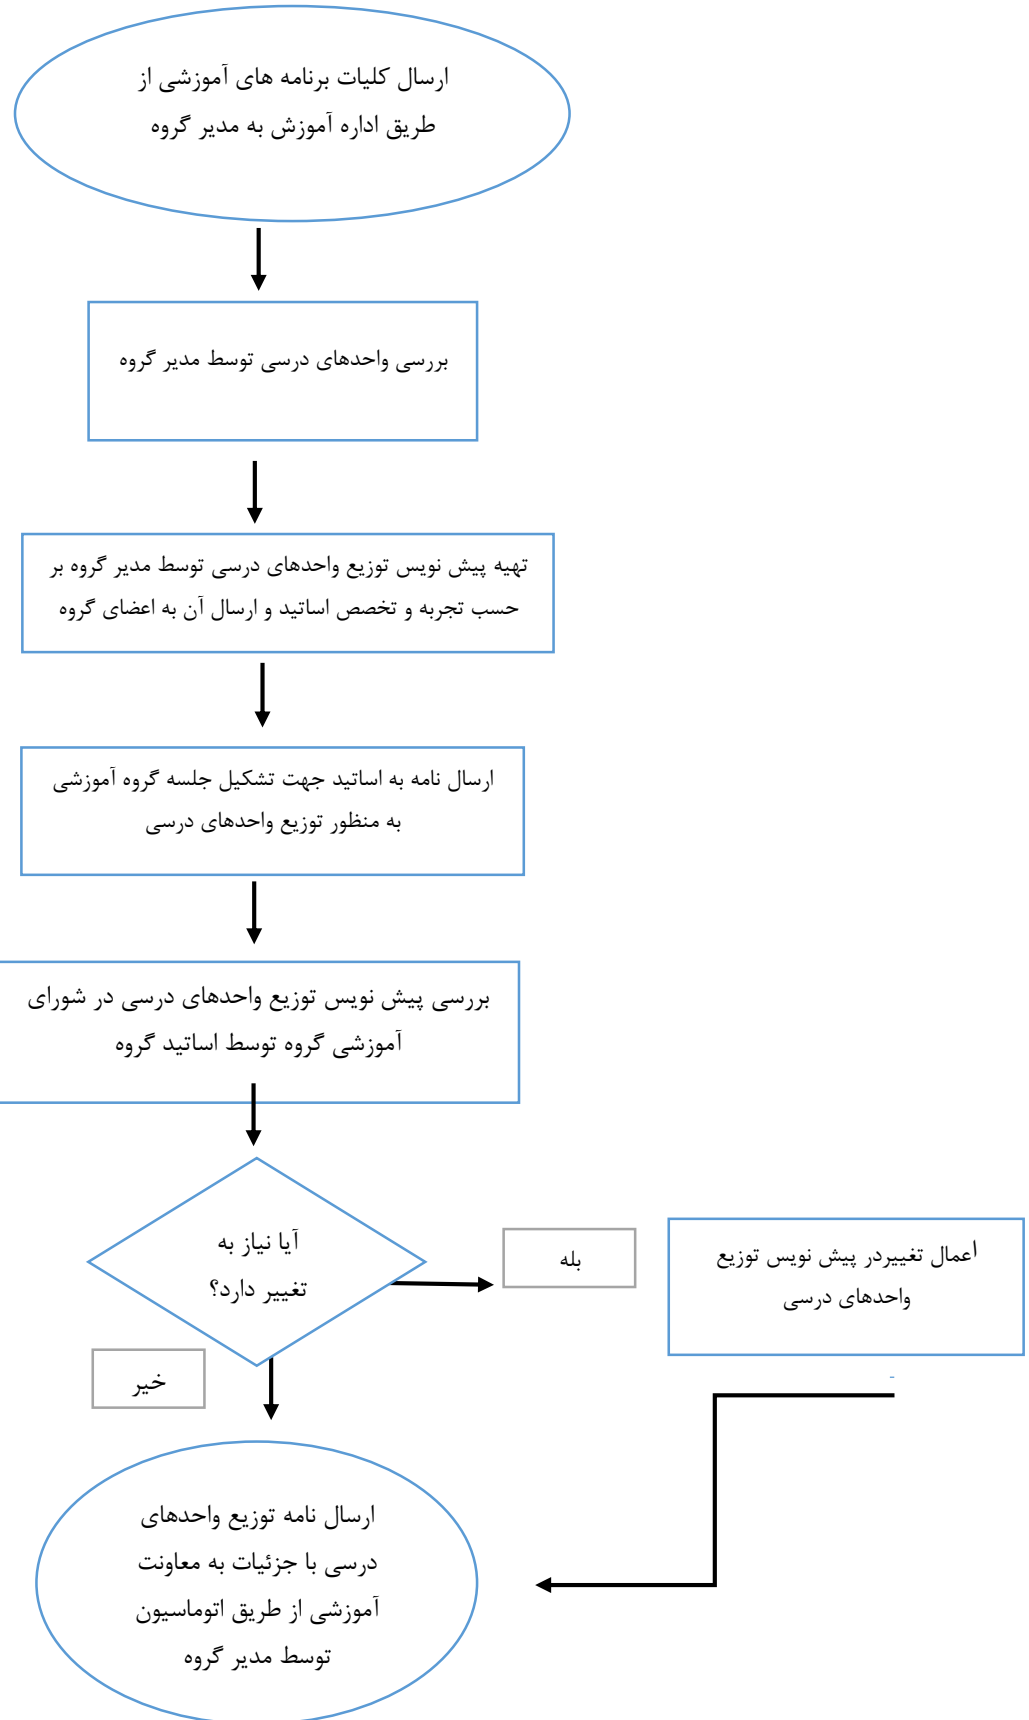 ارسال کلیات برنامه های آموزشی از
طریق اداره آموزش به مدیر گروه
بررسی واحدهای درسی توسط مدیر گروه
تهیه پیش نویس توزیع واحدهای درسی توسط مدیر گروه بر
حسب تجربه و تخصص اساتید و ارسال آن به اعضای گروه
ارسال نامه به اساتید جهت تشکیل جلسه گروه آموزشی
به منظور توزیع واحدهای درسی
بررسی پیش نویس توزیع واحدهای درسی در شورای
آموزشی گروه توسط اساتید گروه
آیا نیاز به
تغییر دارد؟
بله
اعمال تغییردر پیش نویس توزیع
واحدهای درسی
خیر
ارسال نامه توزیع واحدهای
درسی با جزئیات به معاونت
آموزشی از طریق اتوماسیون
توسط مدیر گروه